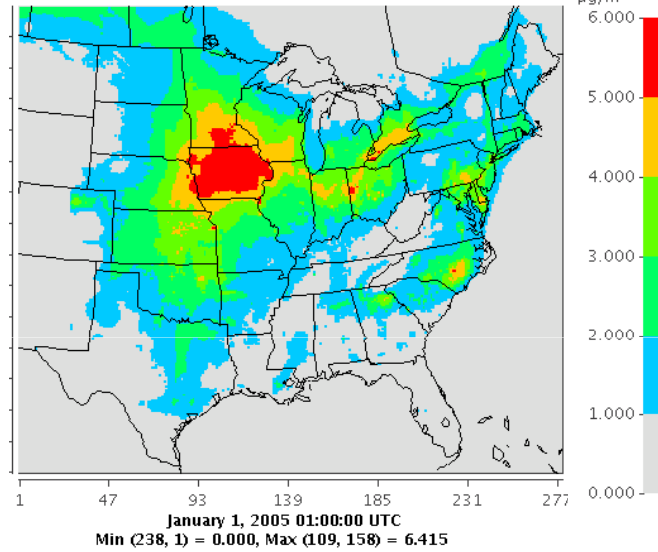 µg/m
6.000
5.000
4.000
3.000
2.000
1.000
0.000
1 47 93 139 185 231 277
January 1, 2005 01:00:00 UTC
Min (238, 1) = 0.000, Max (109, 158) = 6.415